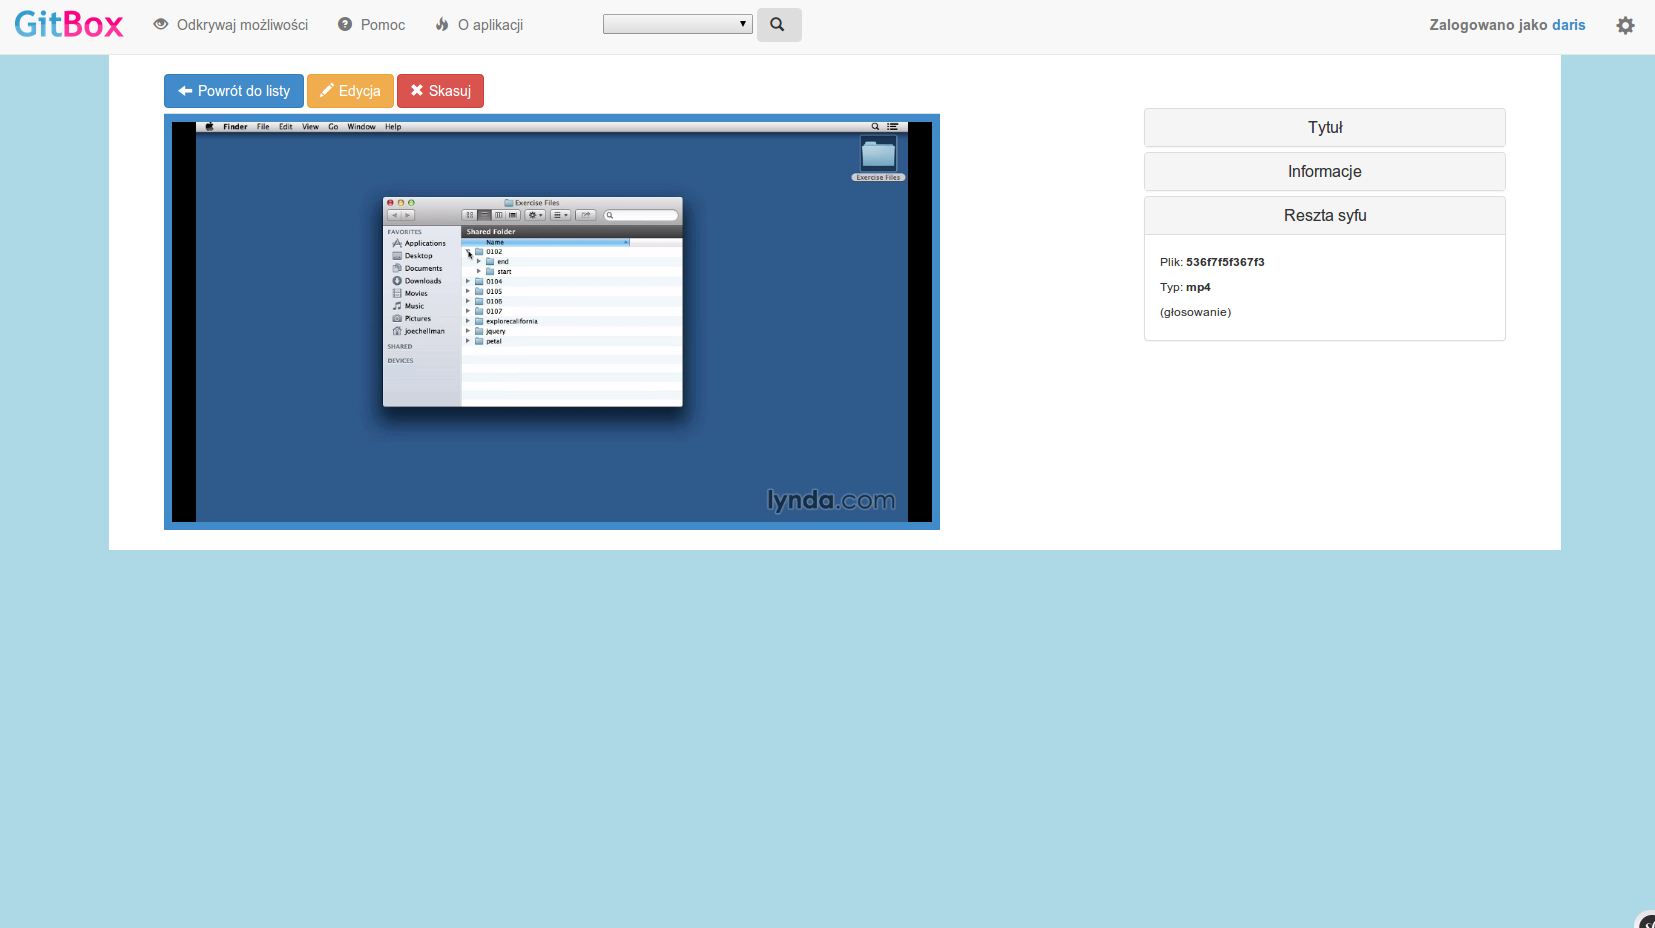 GitBox
Odkrywaj możliwości
Pomoc
O aplikacji
Zalogowano jako daris
Powrót do listy
Edycja
Skasuj
Finder File Edit View Go Window Help
Exercise Files
Exercise Files
Shared Folder
Name
FAVORITES
Applications
Desktop
Documents
Downloads
Movies
Music
Pictures
joechellman
SHARED
DEVICES
0102
end
start
0104
0105
0106
0107
explorecalifornia
jquery
petal
lynda.com
Tytuł
Informacje
Reszta syfu
Plik: 536f7f5f367f3
Typ: mp4
(głosowanie)